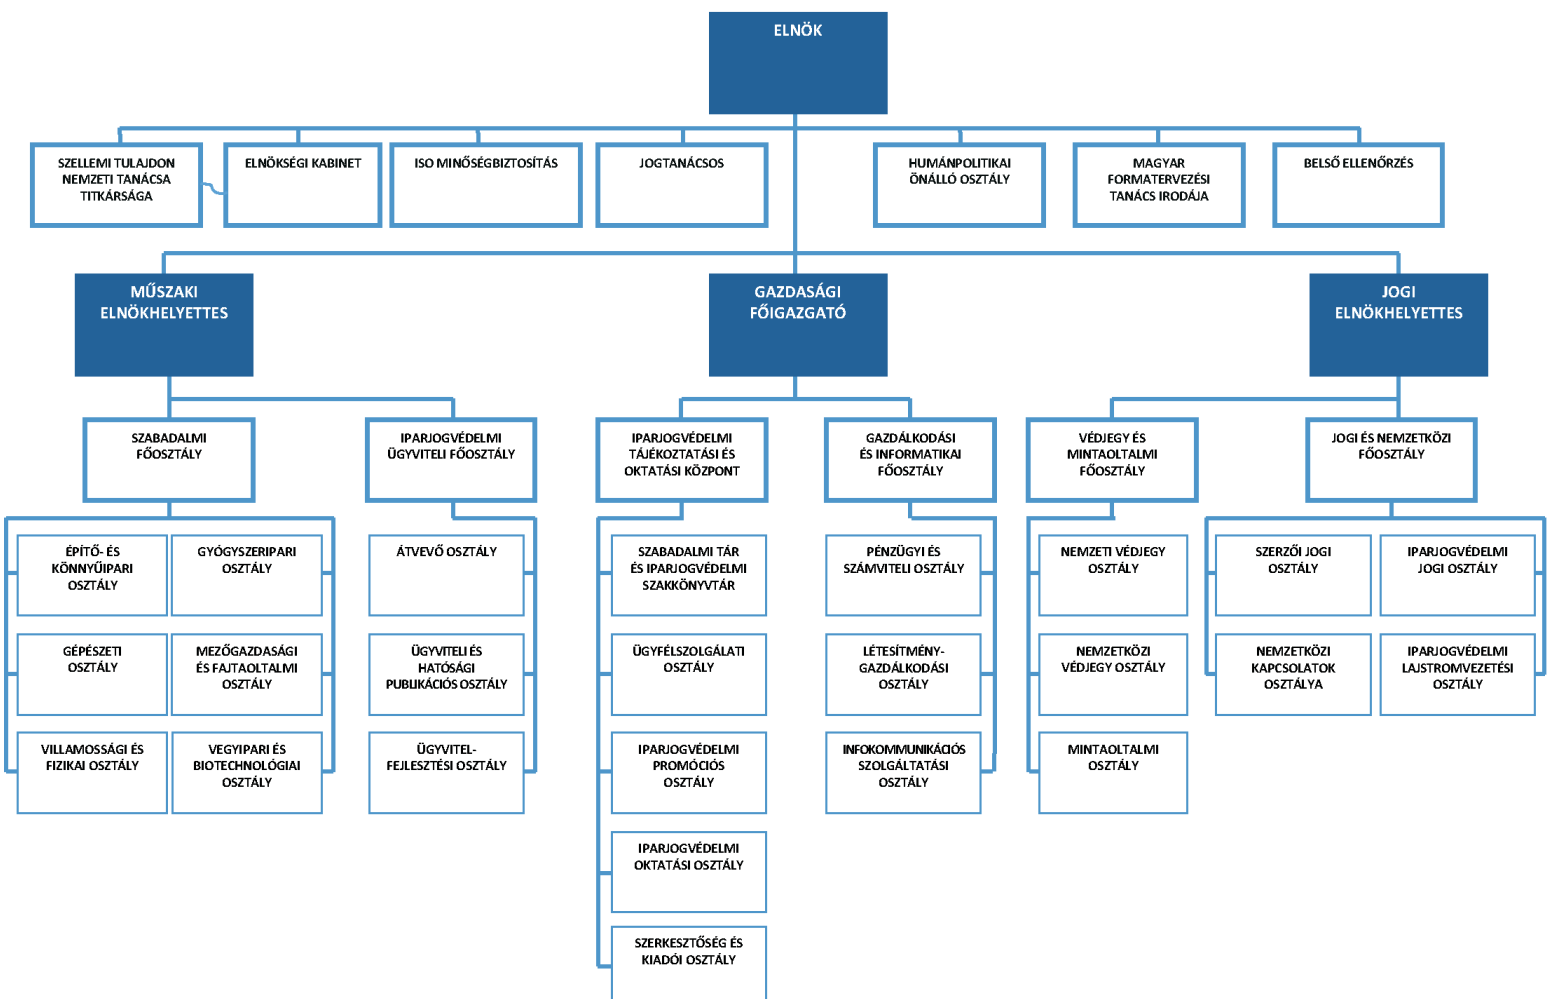 ELNÖK
SZELLEMI TULAJDON
NEMZETI TANÁCSA
TITKÁRSÁGA
ELNÖKSÉGI KABINET
ISO MINŐSÉGBIZTOSÍTÁS
JOGTANÁCSOS
HUMÁNPOLITIKAI
ÖNÁLLÓ OSZTÁLY
MAGYAR
FORMATERVEZÉSI
TANÁCS IRODÁJA
BELSŐ ELLENŐRZÉS
MŰSZAKI
ELNÖKHELYETTES
GAZDASÁGI
FŐIGAZGATÓ
JOGI
ELNÖKHELYETTES
SZABADALMI
FŐOSZTÁLY
IPARJOGVÉDELMI
ÜGYVITELI FŐOSZTÁLY
IPARJOGVÉDELMI
TÁJÉKOZTATÁSI ÉS
OKTATÁSI KÖZPONT
GAZDÁLKODÁSI
ÉS INFORMATIKAI
FŐOSZTÁLY
VÉDJEGY ÉS
MINTAOLTALMI
FŐOSZTÁLY
JOGI ÉS NEMZETKÖZI
FŐOSZTÁLY
ÉPÍTŐ- ÉS
KÖNNYŰIPARI
OSZTÁLY
GYÓGYSZERIPARI
OSZTÁLY
ÁTVEVŐ OSZTÁLY
SZABADALMI TÁR
ÉS IPARJOGVÉDELMI
SZAKKÖNYVTÁR
PÉNZÜGYI ÉS
SZÁMVITELI OSZTÁLY
NEMZETI VÉDJEGY
OSZTÁLY
SZERZŐI JOGI
OSZTÁLY
IPARJOGVÉDELMI
JOGI OSZTÁLY
GÉPÉSZETI
OSZTÁLY
MEZŐGAZDASÁGI
ÉS FAJTAOLTALMI
OSZTÁLY
ÜGYVITELI ÉS
HATÓSÁGI
PUBLIKÁCIÓS OSZTÁLY
ÜGYFÉLSZOLGÁLATI
OSZTÁLY
LÉTESÍTMÉNY-
GAZDÁLKODÁSI
OSZTÁLY
NEMZETKÖZI
VÉDJEGY OSZTÁLY
NEMZETKÖZI
KAPCSOLATOK
OSZTÁLYA
IPARJOGVÉDELMI
LAJSTROMVEZETÉSI
OSZTÁLY
VILLAMOSSÁGI ÉS
FIZIKAI OSZTÁLY
VEGYIPARI ÉS
BIOTECHNOLÓGIAI
OSZTÁLY
ÜGYVITEL-
FEJLESZTÉSI OSZTÁLY
IPARJOGVÉDELMI
PROMÓCIÓS
OSZTÁLY
INFOKOMMUNIKÁCIÓS
SZOLGÁLTATÁSI
OSZTÁLY
MINTAOLTALMI
OSZTÁLY
IPARJOGVÉDELMI
OKTATÁSI OSZTÁLY
SZERKESZTŐSÉG ÉS
KIADÓI OSZTÁLY